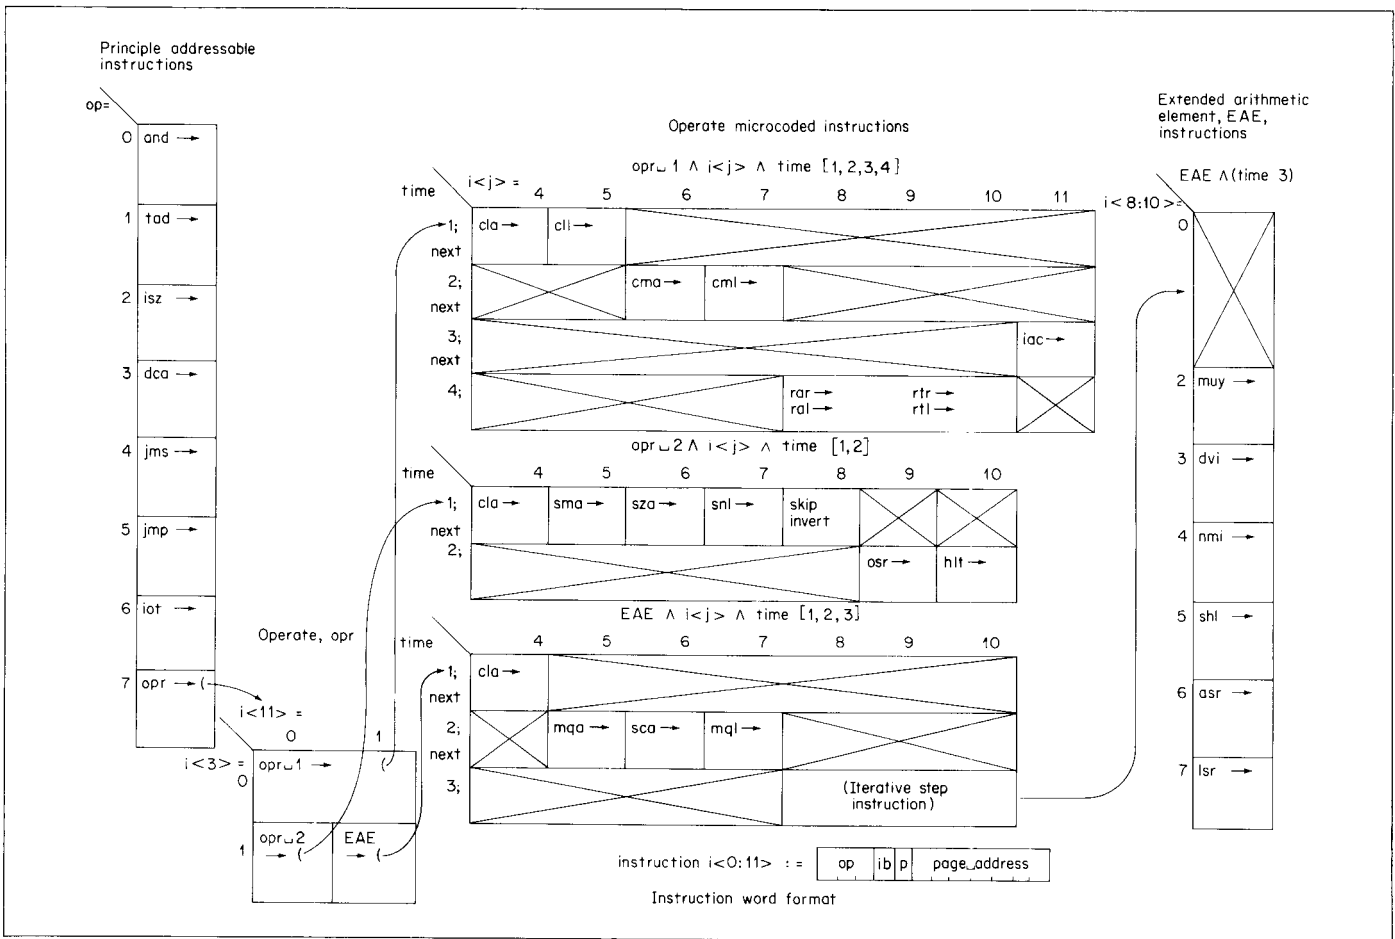 Principle addressable
instructions
op=
0 and →
1 tad →
2 isz →
3 dca →
4 jms →
5 jmp →
6 iot →
7 opr → (
Operate, opr
i<11> =
0 1
i<3> =
0 opr␣1 → (
1 opr␣2 → ( EAE → (
Operate microcoded instructions
opr␣1 ∧ i<j> ∧ time [1,2,3,4]
time i<j> = 4 5 6 7 8 9 10 11
1; cla → cll →
next
2; cma → cml →
next
3; iac →
next
4; rar → rtr →
ral → rtl →
opr␣2 ∧ i<j> ∧ time [1,2]
time 4 5 6 7 8 9 10
1; cla → sma → sza → snl → skip
next invert
2; osr → hlt →
EAE ∧ i<j> ∧ time [1,2,3]
time 4 5 6 7 8 9 10
1; cla →
next
2; mqa → sca → mql →
next
3; (Iterative step
instruction)
instruction i<0:11> := op ib p page␣address
Instruction word format
Extended arithmetic
element, EAE,
instructions
EAE ∧(time 3)
i<8:10>=
0
2 muy →
3 dvi →
4 nmi →
5 shl →
6 asr →
7 lsr →